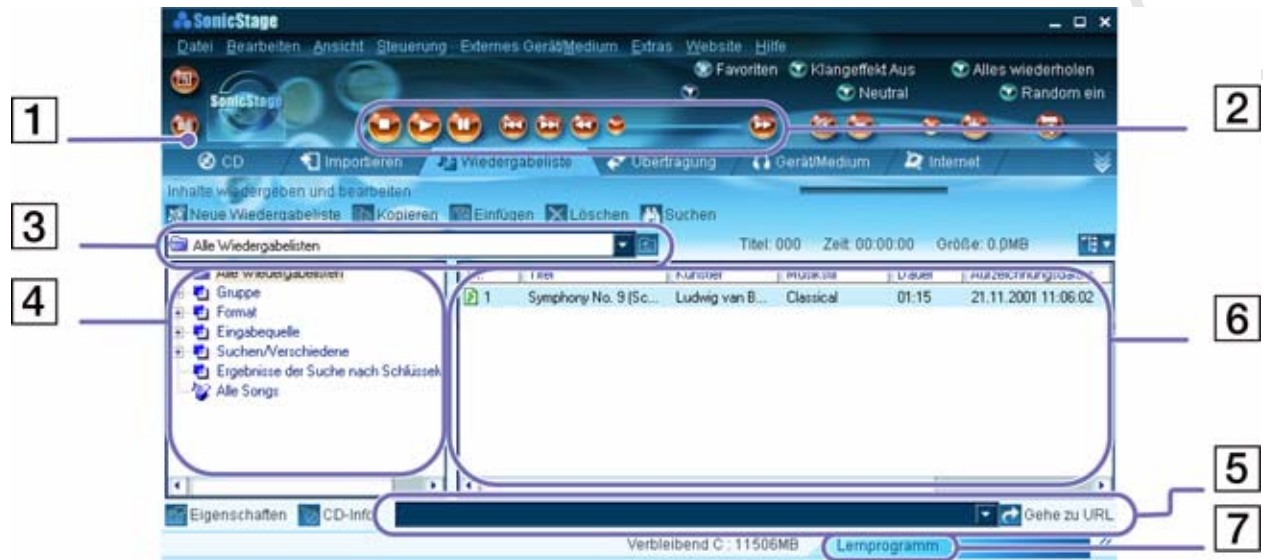 SonicStage
Datei Bearbeiten Ansicht Steuerung Externes Gerät/Medium Extras Website Hilfe
Favoriten Klangeffekt Aus Alles wiederholen
SonicStage
Neutral Random ein
1
2
CD Importieren Wiedergabeliste Übertragung Gerät/Medium Internet
Inhalte wiedergeben und bearbeiten
Neue Wiedergabeliste Kopieren Einfügen Löschen Suchen
3
Alle Wiedergabelisten Titel: 000 Zeit: 00:00:00 Größe: 0.0MB
Alle Wiedergabelisten
Titel Künstler Musikstil Dauer
4
Gruppe
1 Symphony No. 9 (Sc... Ludwig van B... Classical 01:15 21.11.2001 11:06:02
Format
6
Eingabequelle
Suchen/Verschiedene
Ergebnisse der Suche nach Schlüssel
Alle Songs
5
Eigenschaften CD-Info Gehe zu URL
7
Verbleibend C : 11506MB Lernprogramm